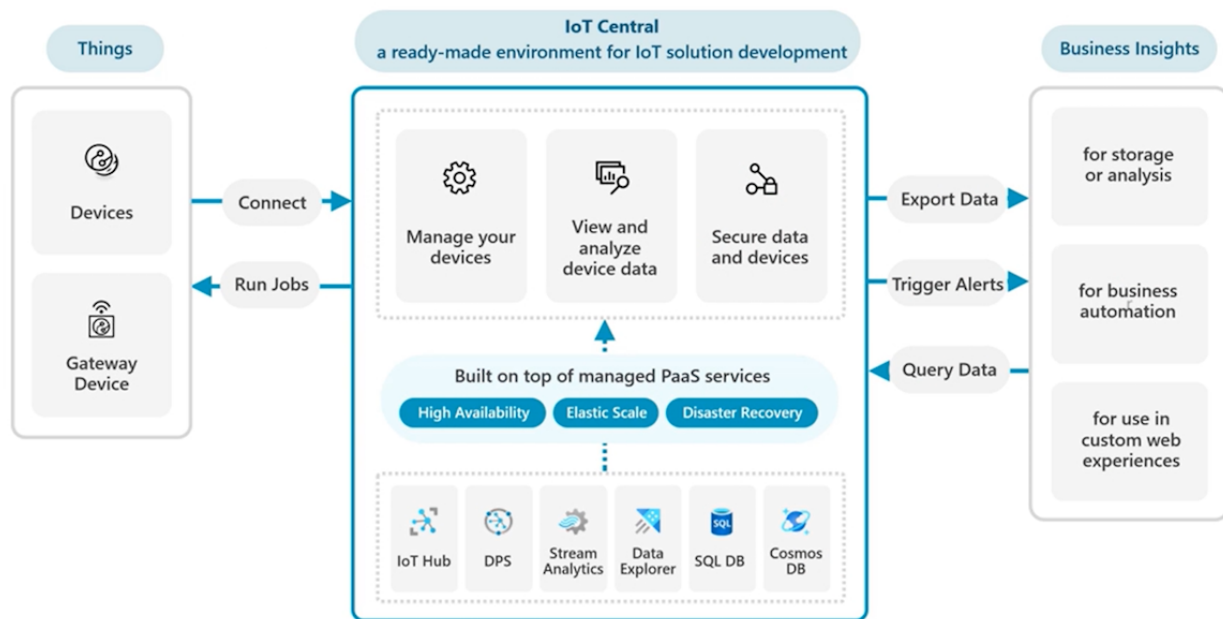 Things
IoT Central
a ready-made environment for IoT solution development
Business Insights
Devices
Gateway
Device
Connect
Run Jobs
Manage your
devices
View and
analyze
device data
Secure data
and devices
Built on top of managed PaaS services
High Availability
Elastic Scale
Disaster Recovery
IoT Hub
DPS
Stream
Analytics
Data
Explorer
SQL
SQL DB
Cosmos
DB
Export Data
Trigger Alerts
Query Data
for storage
or analysis
for business
automation
for use in
custom web
experiences